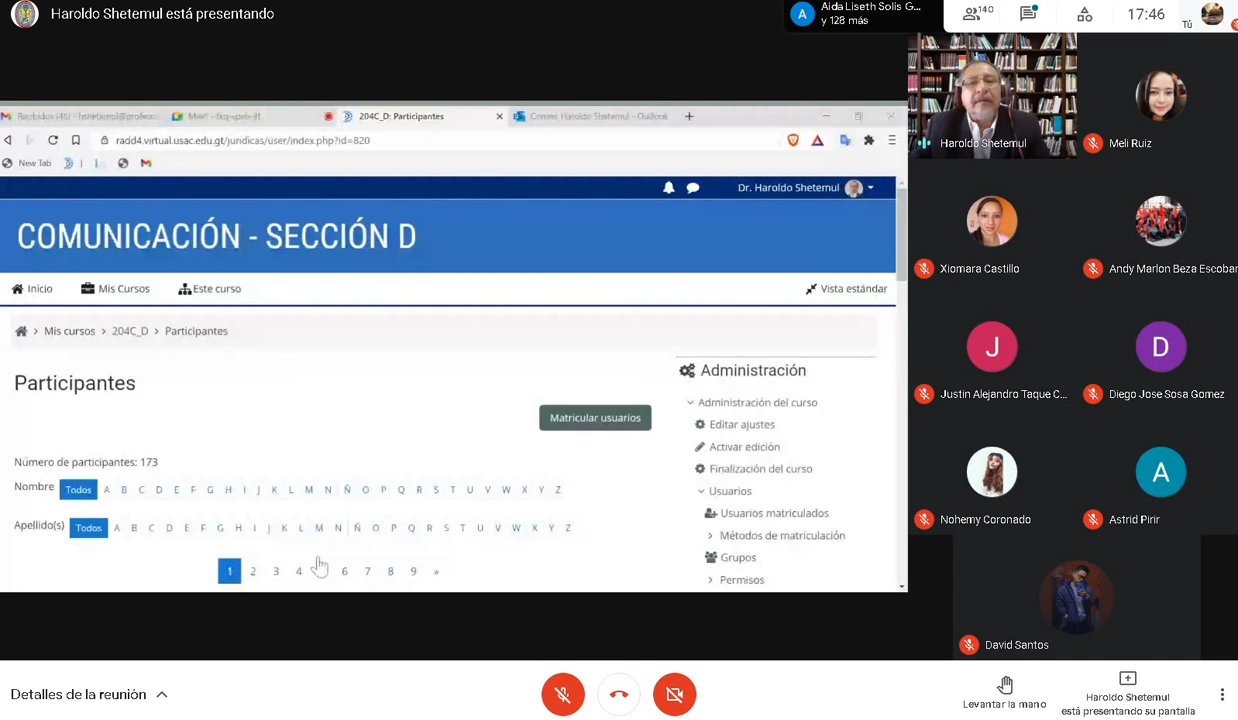 Haroldo Shetemul está presentando
A
Aida Liseth Solis G...
y 128 más
140
17:46
Tú
204C_D: Participantes
Correo: Haroldo Shetemul - Outlook
radd4.virtual.usac.edu.gt/juridicas/user/index.php?id=820
New Tab
Dr. Haroldo Shetemul
COMUNICACIÓN - SECCIÓN D
Inicio
Mis Cursos
Este curso
Vista estándar
Mis cursos > 204C_D > Participantes
Participantes
Matricular usuarios
Número de participantes: 173
Nombre Todos A B C D E F G H I J K L M N Ñ O P Q R S T U V W X Y Z
Apellido(s) Todos A B C D E F G H I J K L M N Ñ O P Q R S T U V W X Y Z
1 2 3 4 6 7 8 9 »
Administración
Administración del curso
Editar ajustes
Activar edición
Finalización del curso
Usuarios
Usuarios matriculados
Métodos de matriculación
Grupos
Permisos
Haroldo Shetemul
Meli Ruiz
Xiomara Castillo
Andy Marlon Beza Escobar
J
Justin Alejandro Taque C...
D
Diego Jose Sosa Gomez
Nohemy Coronado
A
Astrid Pirir
David Santos
Detalles de la reunión
Levantar la mano
Haroldo Shetemul
está presentando su pantalla